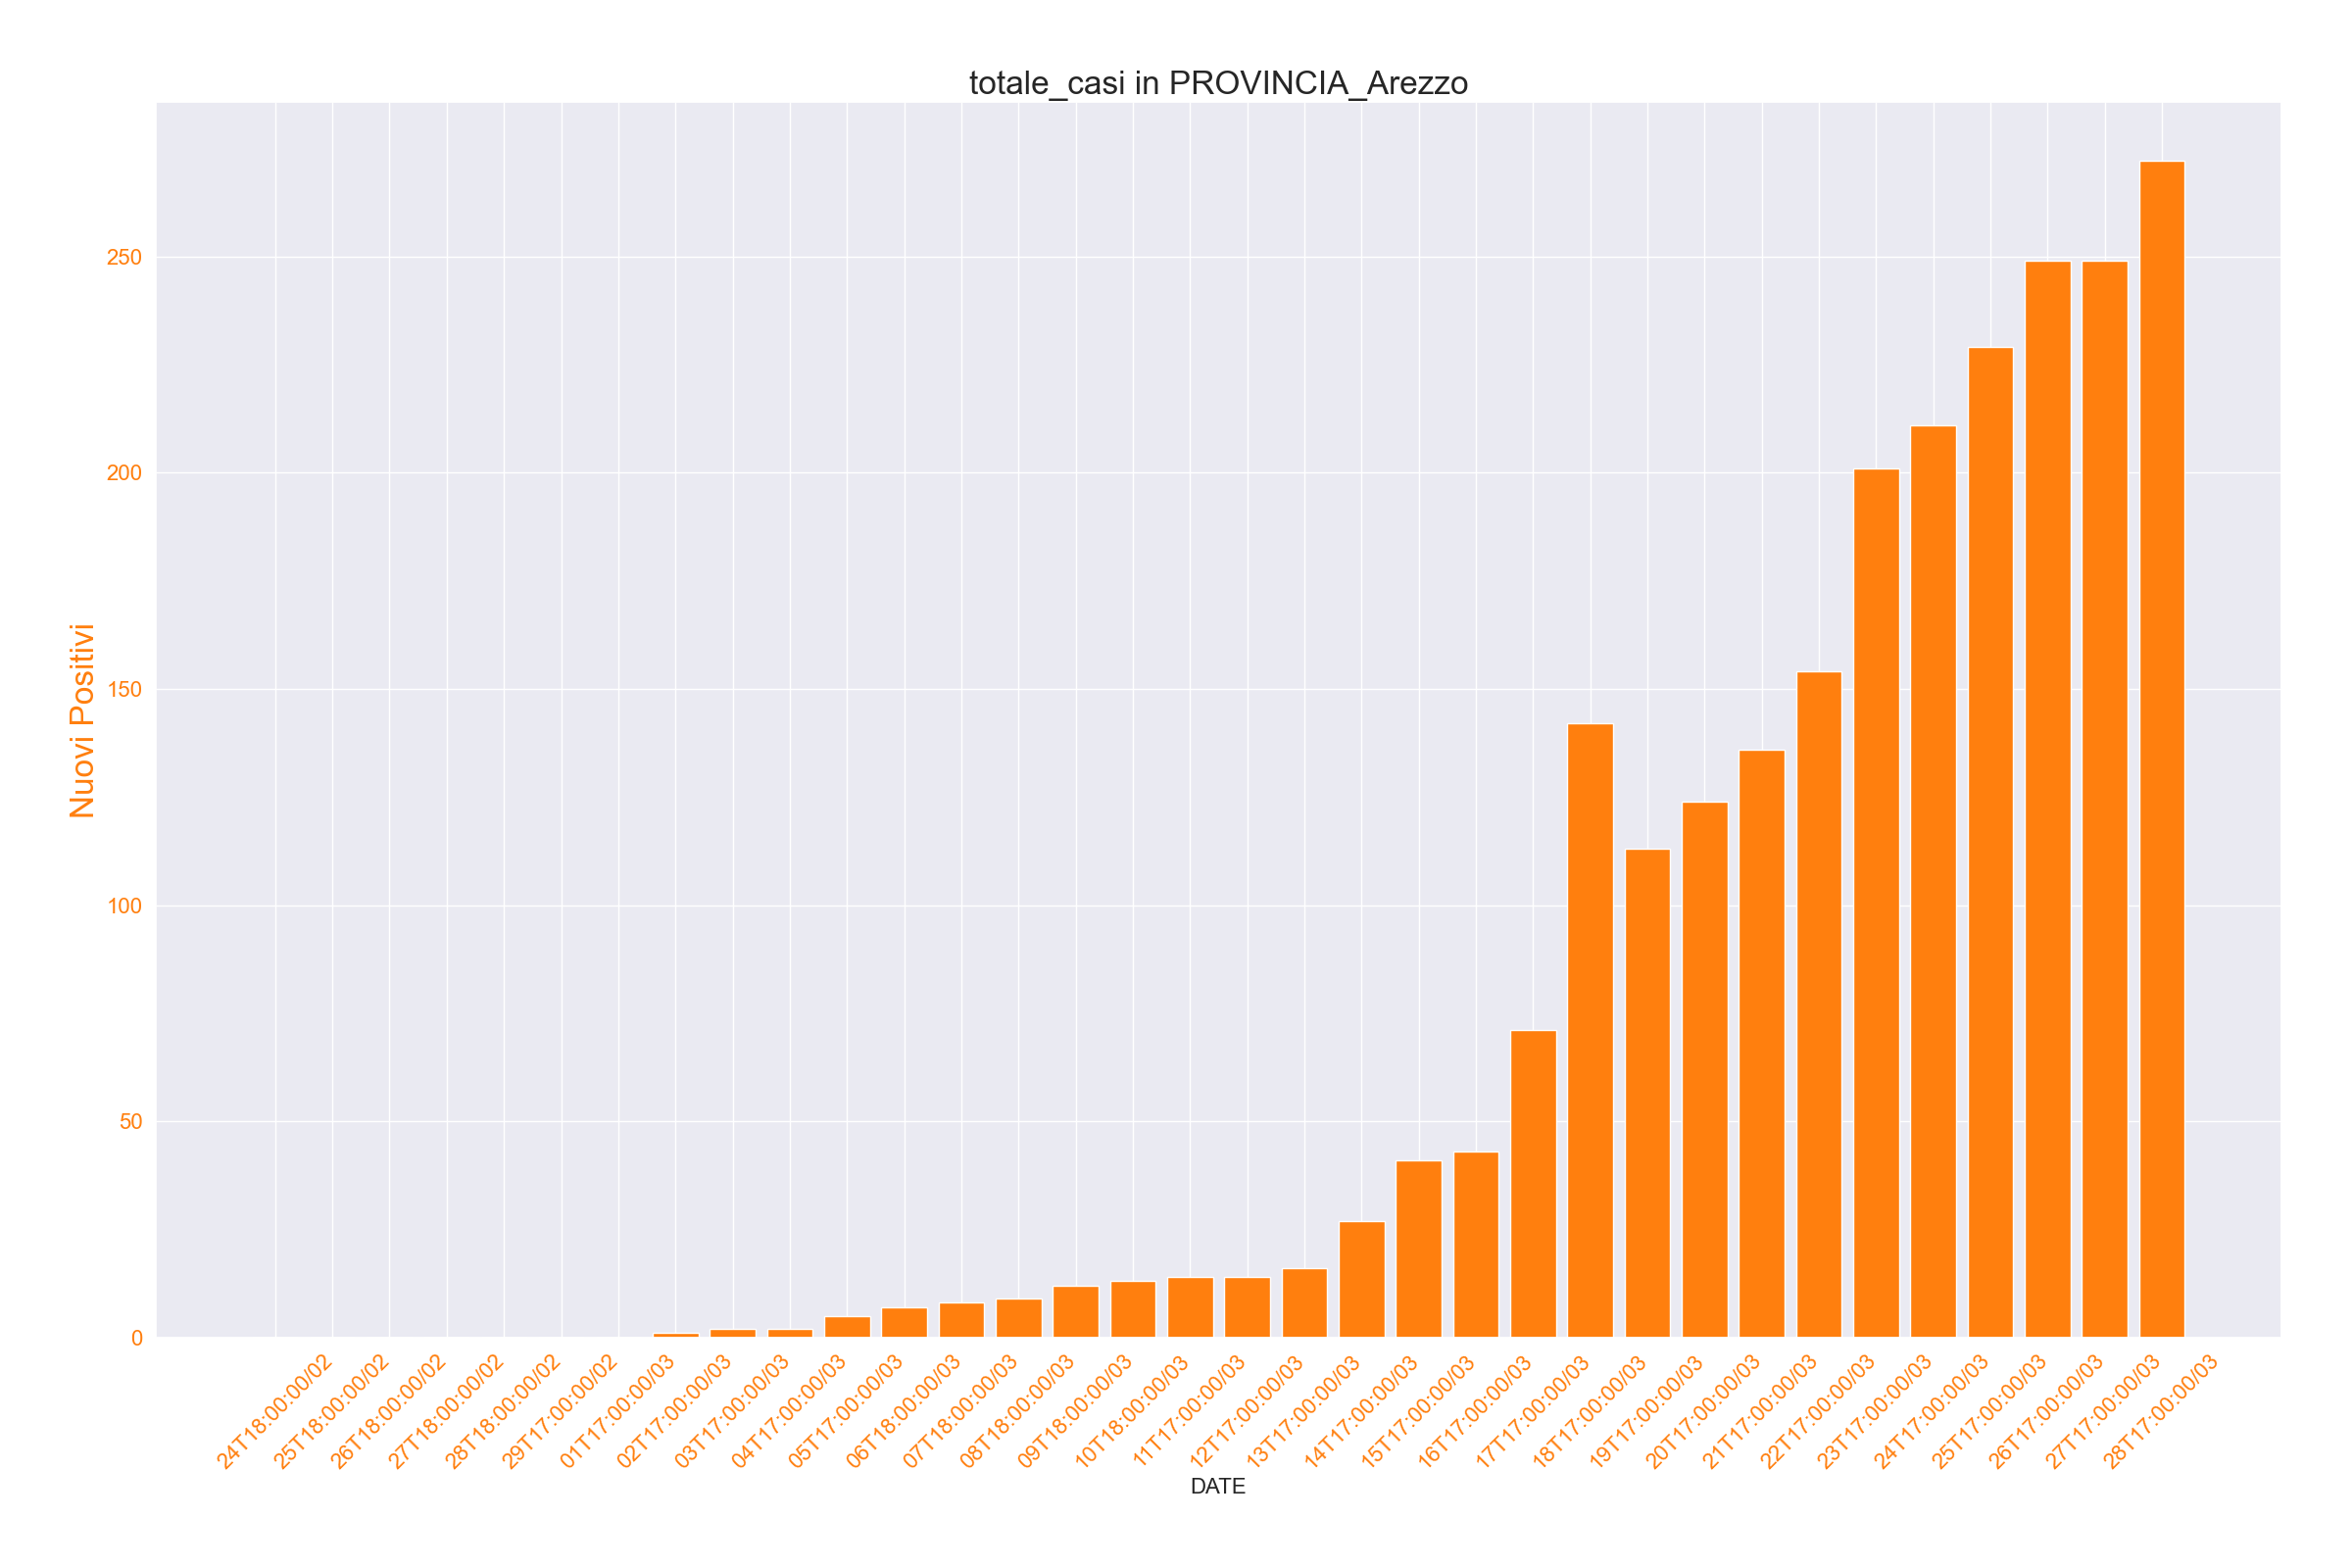 totale_casi in PROVINCIA_Arezzo
Nuovi Positivi
250
200
150
100
50
0
24T18:00:00/02
25T18:00:00/02
26T18:00:00/02
27T18:00:00/02
28T18:00:00/02
29T17:00:00/02
01T17:00:00/03
02T17:00:00/03
03T17:00:00/03
04T17:00:00/03
05T17:00:00/03
06T18:00:00/03
07T18:00:00/03
08T18:00:00/03
09T18:00:00/03
10T18:00:00/03
11T17:00:00/03
12T17:00:00/03
13T17:00:00/03
14T17:00:00/03
15T17:00:00/03
16T17:00:00/03
17T17:00:00/03
18T17:00:00/03
19T17:00:00/03
20T17:00:00/03
21T17:00:00/03
22T17:00:00/03
23T17:00:00/03
24T17:00:00/03
25T17:00:00/03
26T17:00:00/03
27T17:00:00/03
28T17:00:00/03
DATE